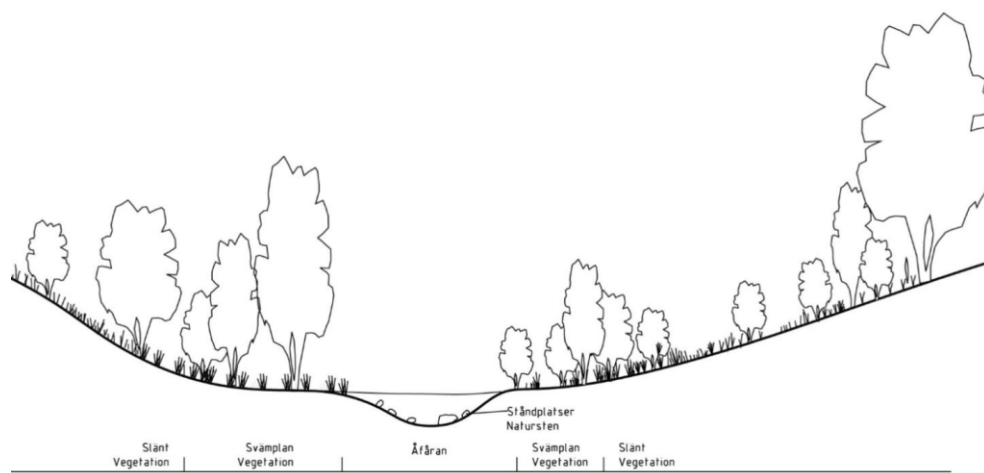 Ståndplatser
Natursten
Slänt
Vegetation
Svämplan
Vegetation
Åfåran
Svämplan
Vegetation
Slänt
Vegetation